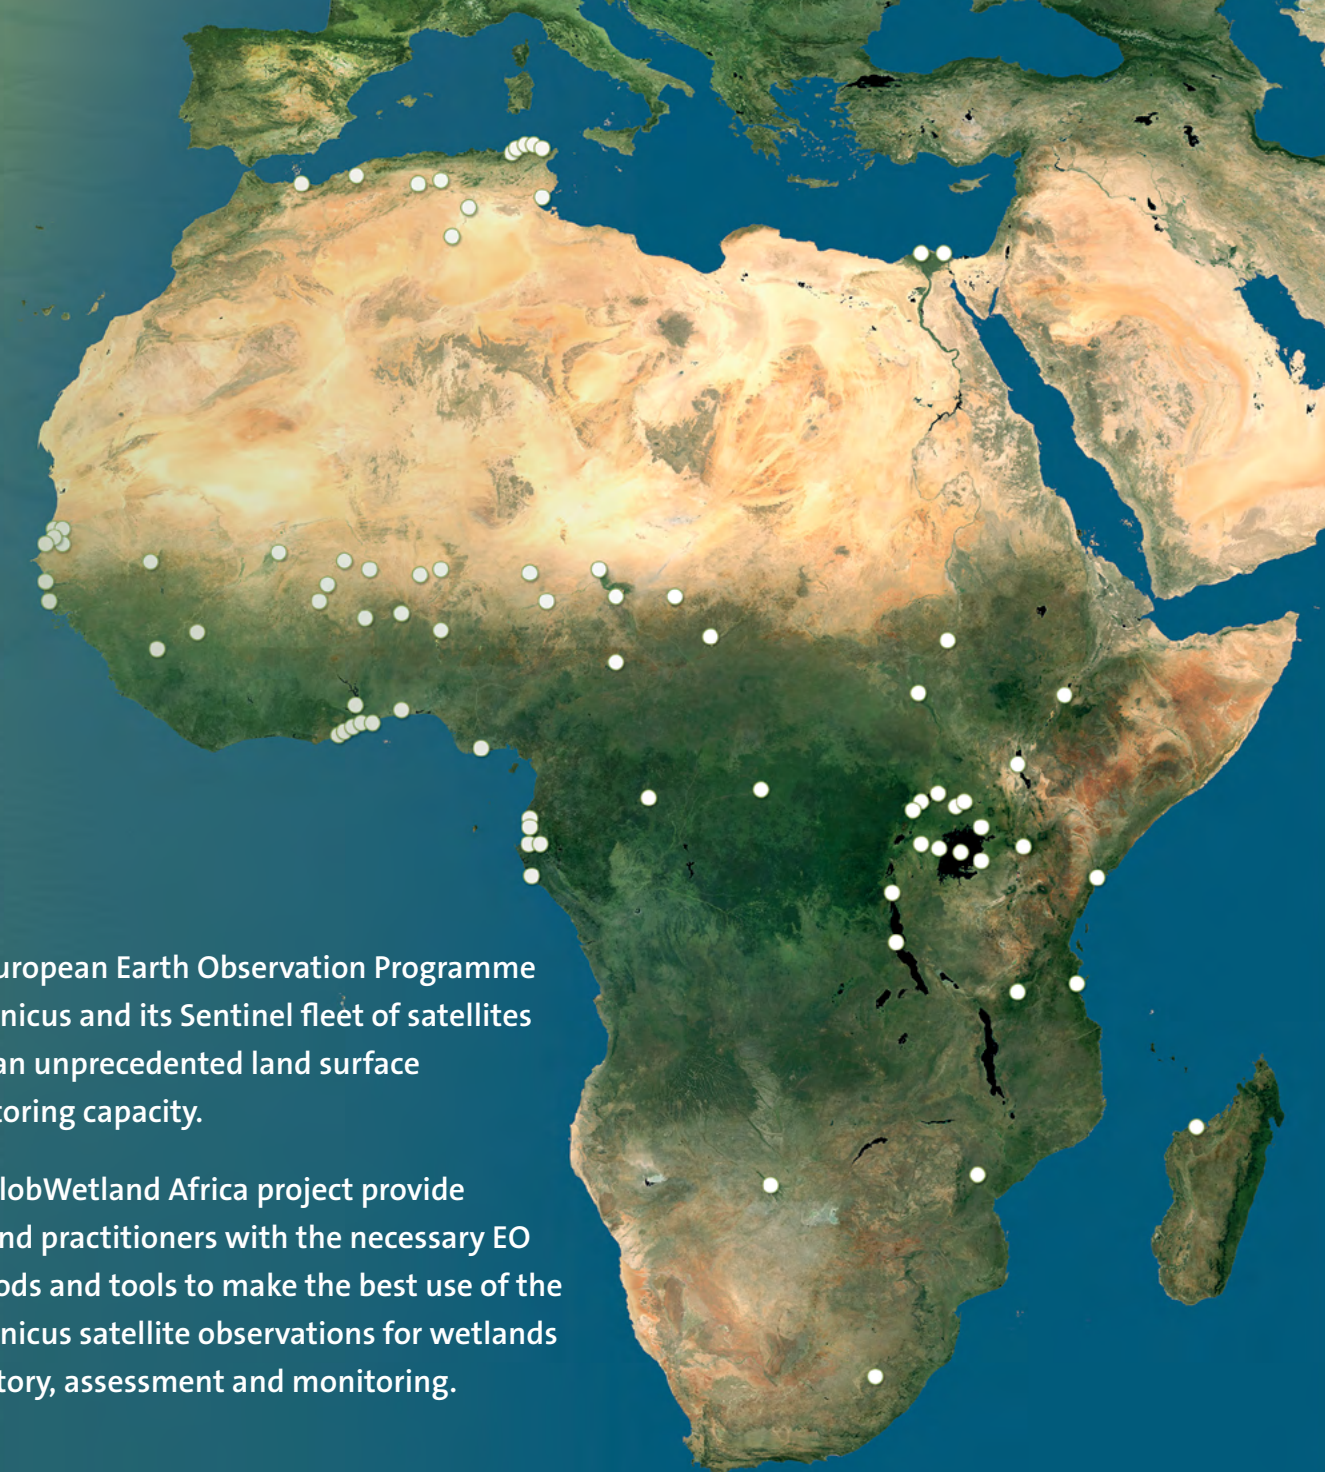 uropean Earth Observation Programme
nicus and its Sentinel fleet of satellites
an unprecedented land surface
toring capacity.
lobWetland Africa project provide
nd practitioners with the necessary EO
ods and tools to make the best use of the
nicus satellite observations for wetlands
tory, assessment and monitoring.